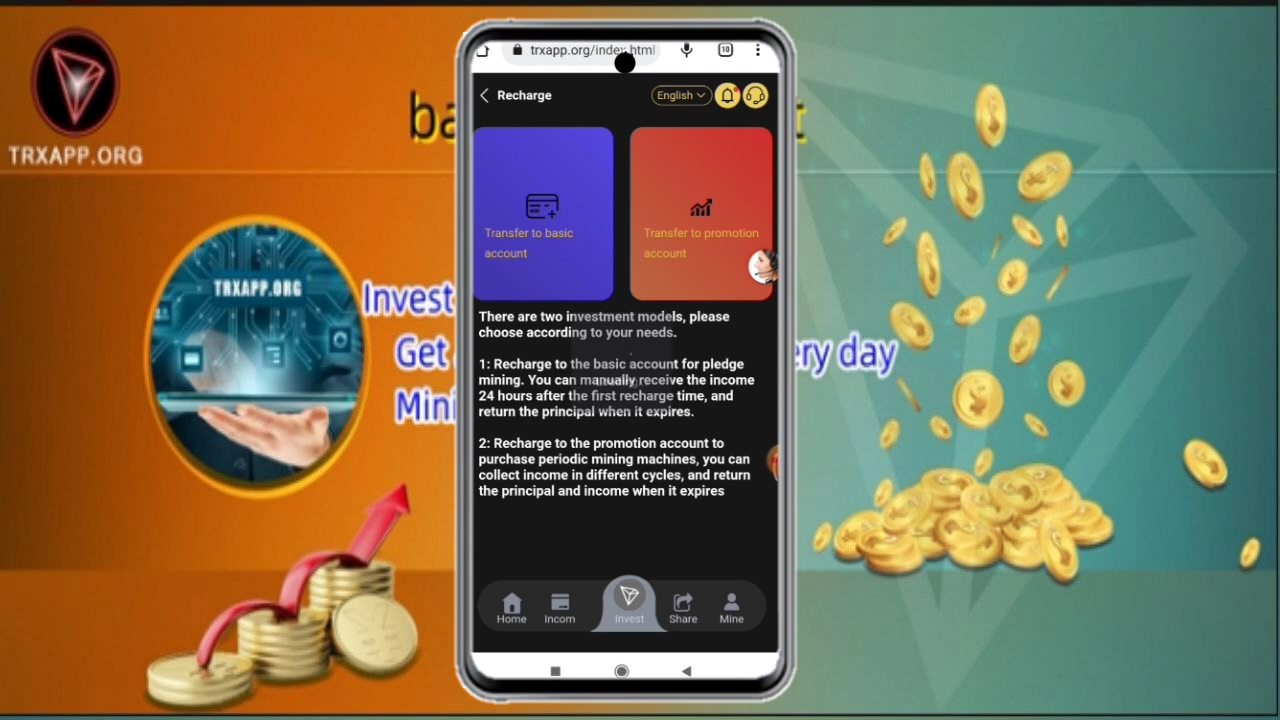 TRXAPP.ORG
ba
t
TRXAPP.ORG
Invest
Get
Mini
ery day
trxapp.org/index.html
10
Recharge
English
Transfer to basic
account
Transfer to promotion
account
There are two investment models, please
choose according to your needs.
1: Recharge to the basic account for pledge
mining. You can manually receive the income
24 hours after the first recharge time, and
return the principal when it expires.
2: Recharge to the promotion account to
purchase periodic mining machines, you can
collect income in different cycles, and return
the principal and income when it expires
Home
Incom
Invest
Share
Mine